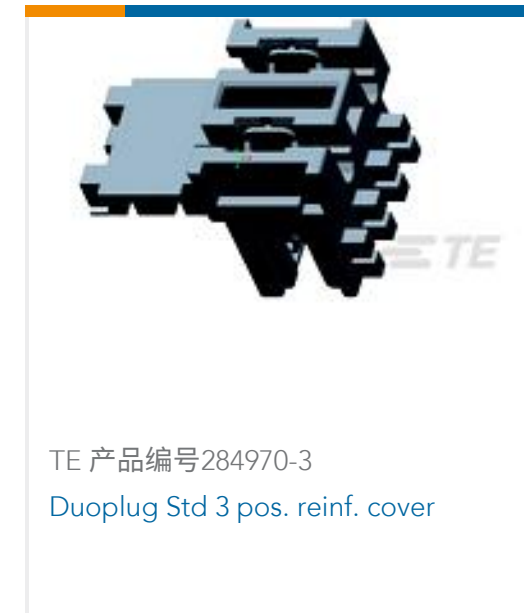 TE
TE 产品编号284970-3
Duoplug Std 3 pos. reinf. cover